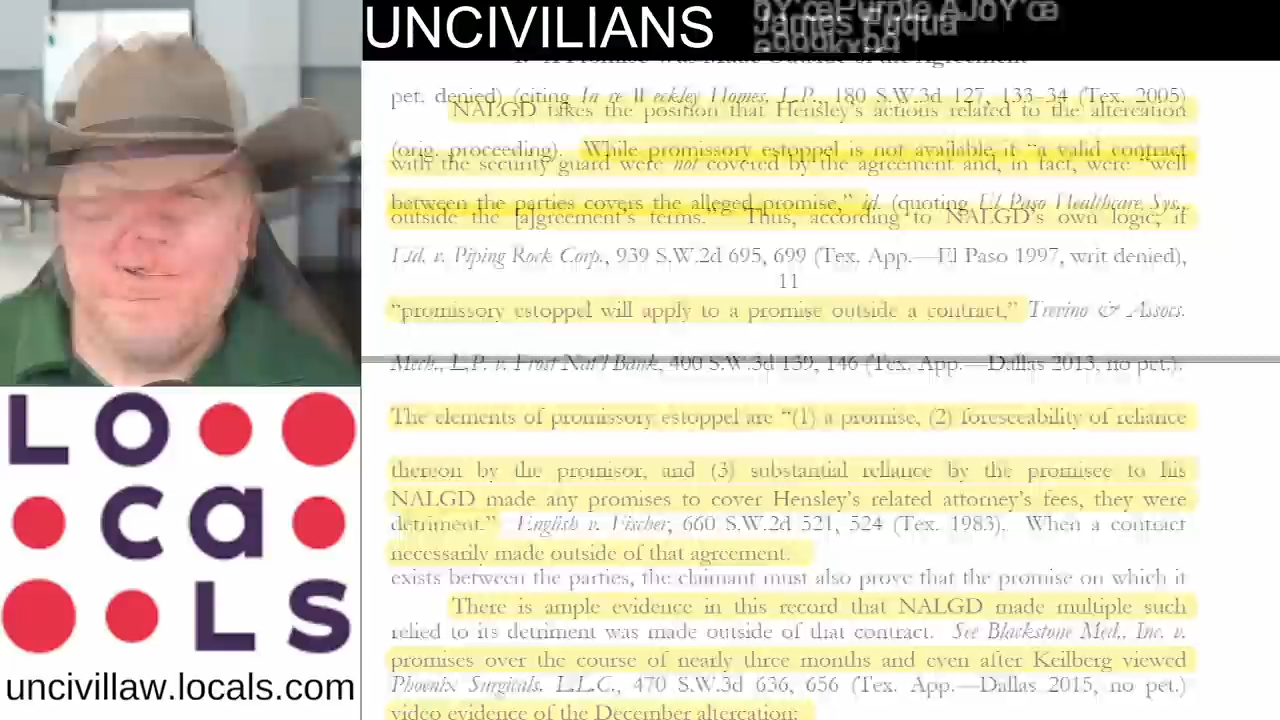 UNCIVILIANS
James Fuqua
pet. denied) (citing In re Weekley Homes, L.P., 180 S.W.3d 127, 133–34 (Tex. 2005)
NALGD takes the position that Hensley's actions related to the altercation
(orig. proceeding). While promissory estoppel is not available if "a valid contract
with the security guard were not covered by the agreement and, in fact, were "well
between the parties covers the alleged promise," id. (quoting El Paso Healthcare Sys.,
outside the [a]greement's terms." Thus, according to NALGD's own logic, if
Ltd. v. Piping Rock Corp., 939 S.W.2d 695, 699 (Tex. App.—El Paso 1997, writ denied),
11
"promissory estoppel will apply to a promise outside a contract," Trevino & Assocs.
Mech., L.P. v. Frost Nat'l Bank, 400 S.W.3d 139, 146 (Tex. App.—Dallas 2013, no pet.).
The elements of promissory estoppel are "(1) a promise, (2) foreseeability of reliance
thereon by the promisor, and (3) substantial reliance by the promisee to his
NALGD made any promises to cover Hensley's related attorney's fees, they were
detriment." English v. Fischer, 660 S.W.2d 521, 524 (Tex. 1983). When a contract
necessarily made outside of that agreement.
exists between the parties, the claimant must also prove that the promise on which it
There is ample evidence in this record that NALGD made multiple such
relied to its detriment was made outside of that contract. See Blackstone Med., Inc. v.
promises over the course of nearly three months and even after Keilberg viewed
Phoenix Surgicals, L.L.C., 470 S.W.3d 636, 656 (Tex. App.—Dallas 2015, no pet.)
video evidence of the December altercation:
LOCALS
uncivillaw.locals.com